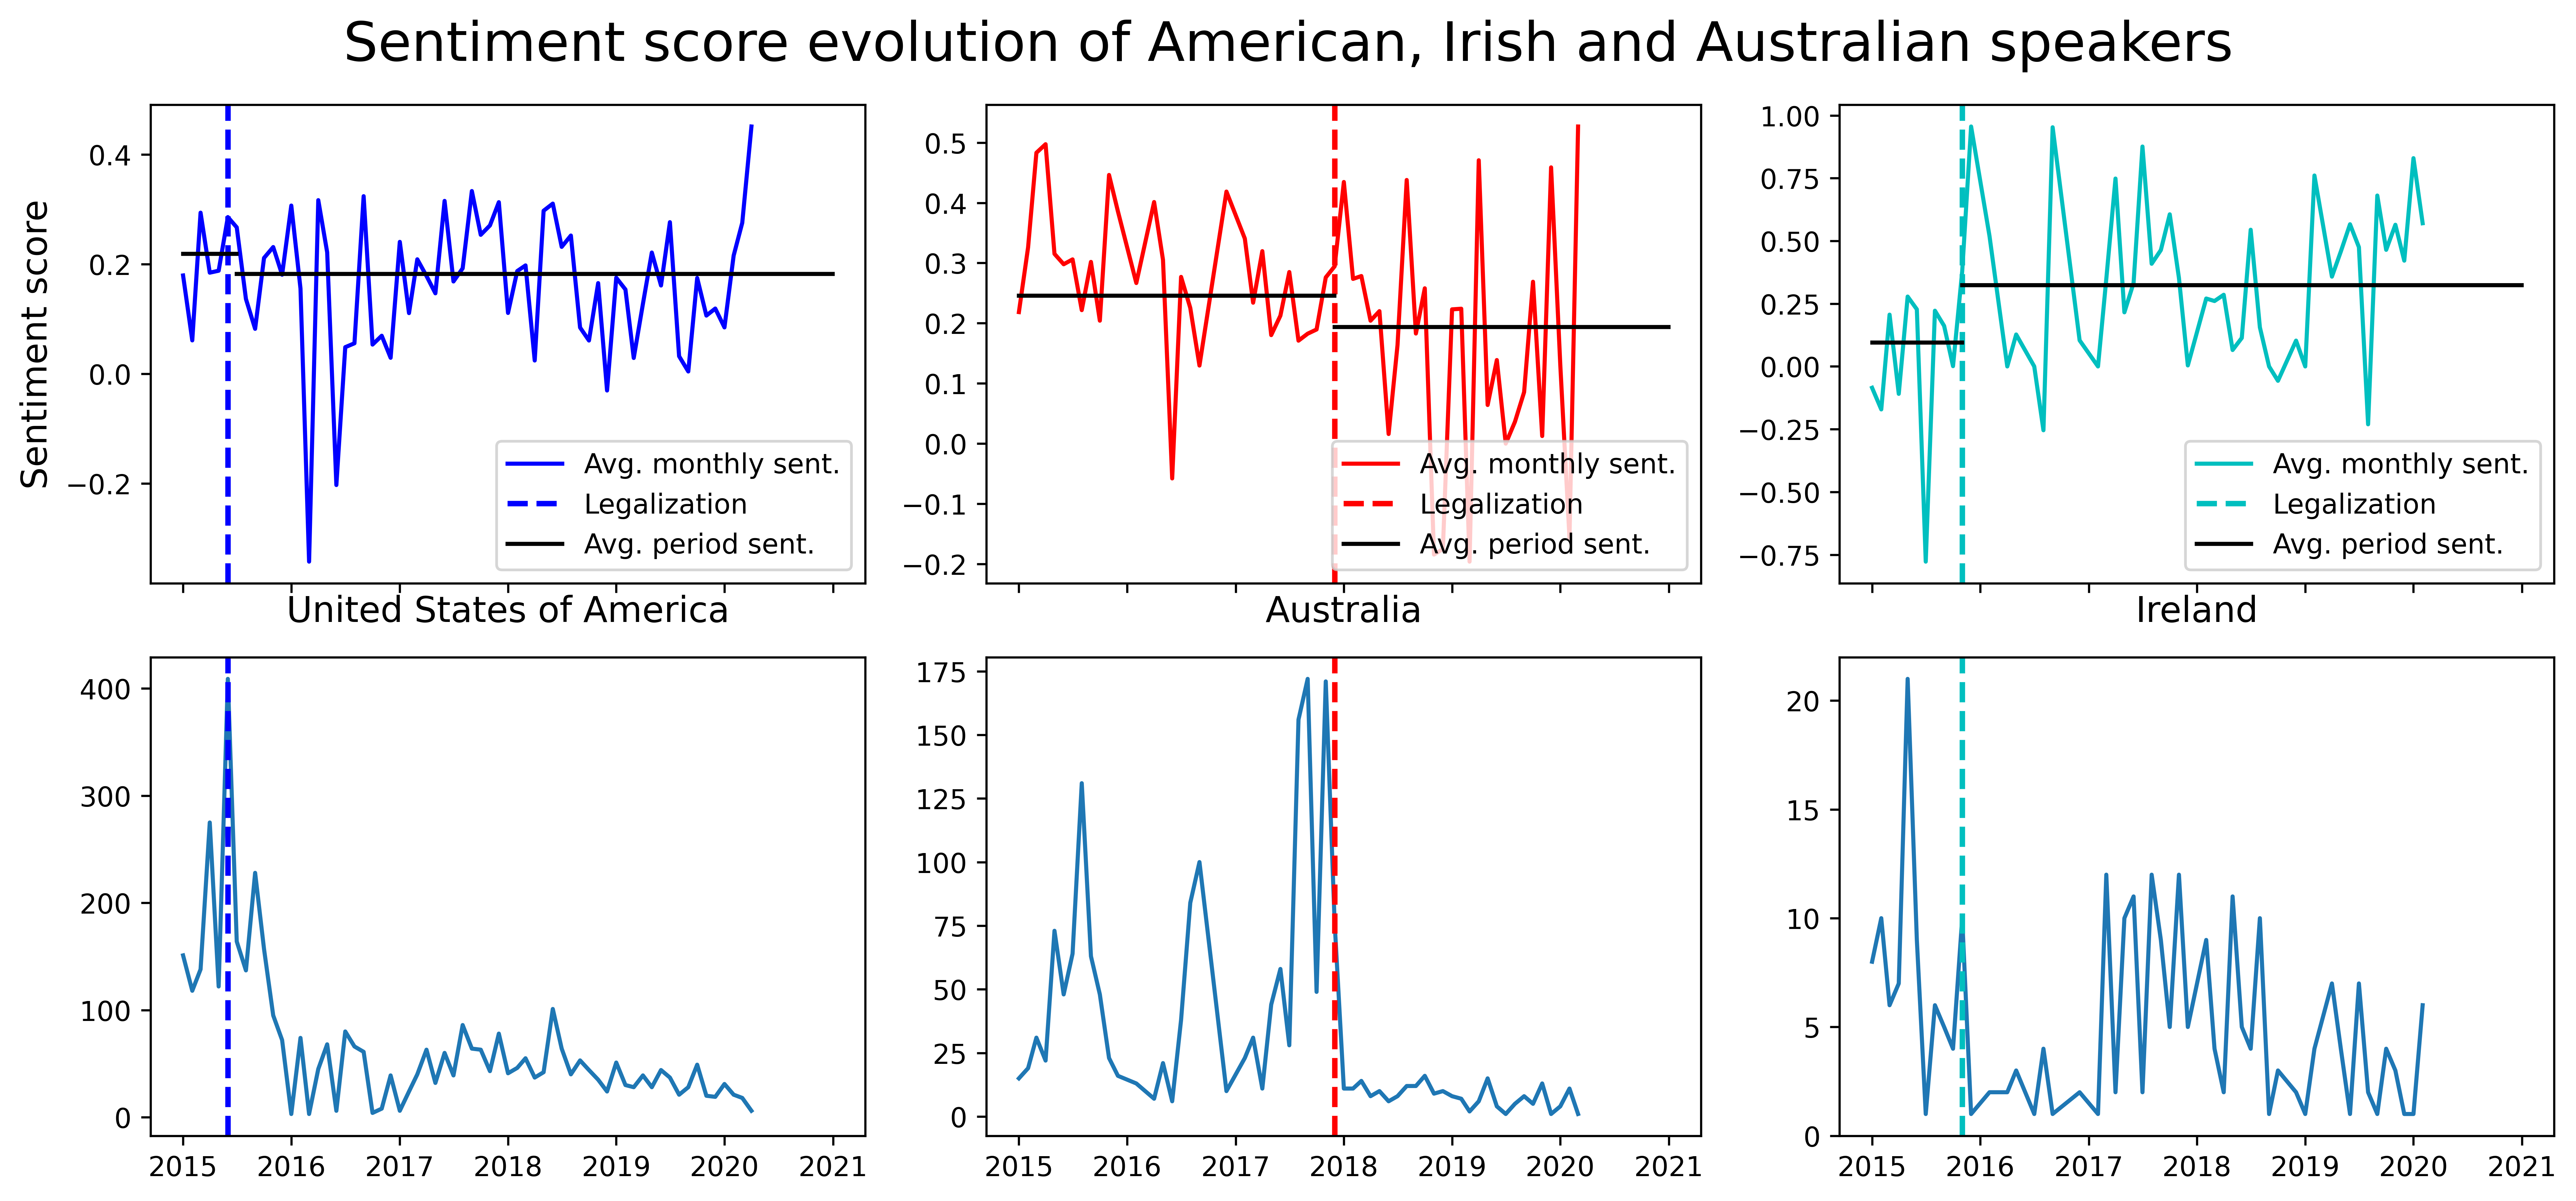 Sentiment score evolution of American, Irish and Australian speakers
Sentiment score
0.4
0.2
0.0
−0.2
Avg. monthly sent.
Legalization
Avg. period sent.
United States of America
0.5
0.4
0.3
0.2
0.1
0.0
−0.1
−0.2
Avg. monthly sent.
Legalization
Avg. period sent.
Australia
1.00
0.75
0.50
0.25
0.00
−0.25
−0.50
−0.75
Avg. monthly sent.
Legalization
Avg. period sent.
Ireland
400
300
200
100
0
2015 2016 2017 2018 2019 2020 2021
175
150
125
100
75
50
25
0
2015 2016 2017 2018 2019 2020 2021
20
15
10
5
0
2015 2016 2017 2018 2019 2020 2021